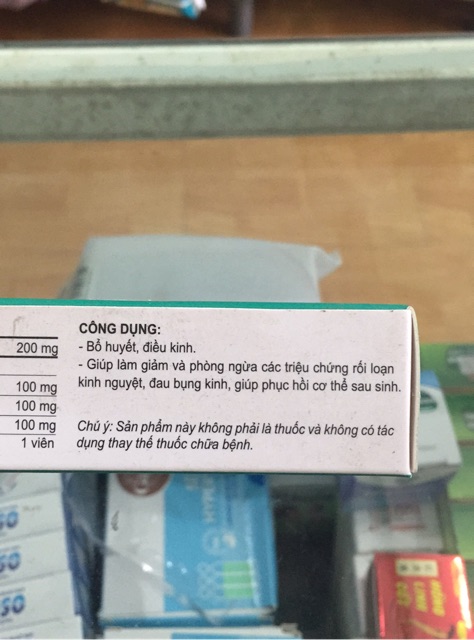 CÔNG DỤNG:
200 mg - Bổ huyết, điều kinh.
- Giúp làm giảm và phòng ngừa các triệu chứng rối loạn
100 mg kinh nguyệt, đau bụng kinh, giúp phục hồi cơ thể sau sinh.
100 mg
100 mg Chú ý: Sản phẩm này không phải là thuốc và không có tác
1 viên dụng thay thế thuốc chữa bệnh.